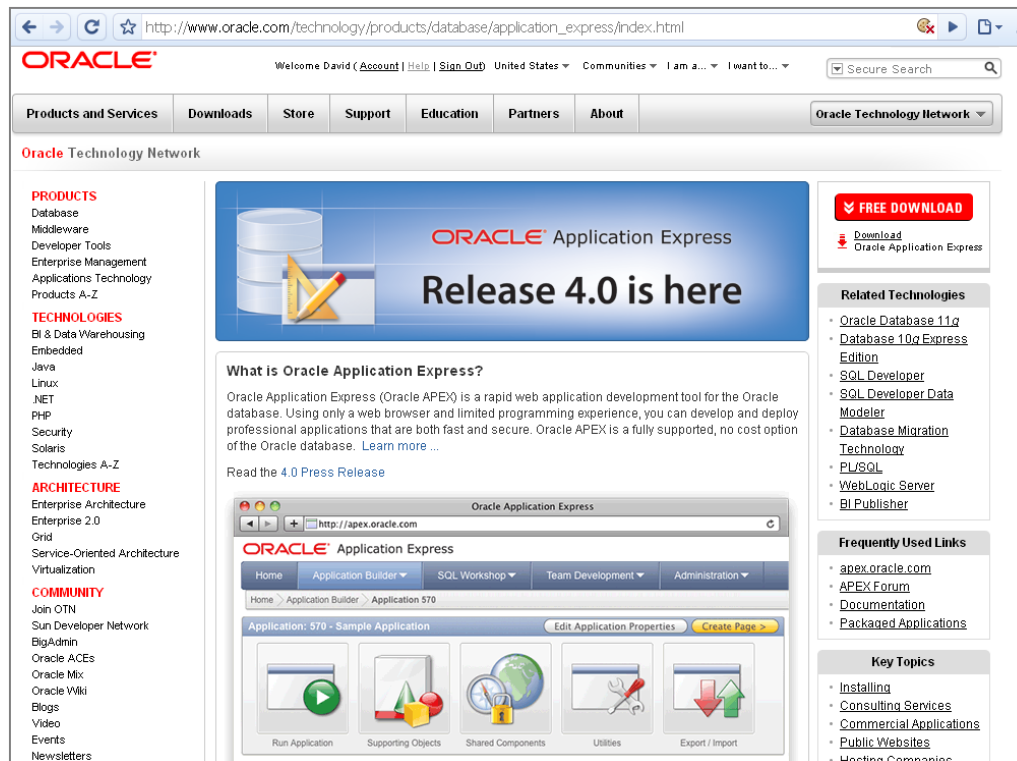 http://www.oracle.com/technology/products/database/application_express/index.html
ORACLE
Welcome David ( Account | Help | Sign Out) United States Communities I am a... I want to...
Secure Search
Products and Services Downloads Store Support Education Partners About
Oracle Technology Network
Oracle Technology Network
PRODUCTS
Database
Middleware
Developer Tools
Enterprise Management
Applications Technology
Products A-Z
TECHNOLOGIES
BI & Data Warehousing
Embedded
Java
Linux
.NET
PHP
Security
Solaris
Technologies A-Z
ARCHITECTURE
Enterprise Architecture
Enterprise 2.0
Grid
Service-Oriented Architecture
Virtualization
COMMUNITY
Join OTN
Sun Developer Network
BigAdmin
Oracle ACEs
Oracle Mix
Oracle Wiki
Blogs
Video
Events
Newsletters
ORACLE Application Express
Release 4.0 is here
What is Oracle Application Express?
Oracle Application Express (Oracle APEX) is a rapid web application development tool for the Oracle
database. Using only a web browser and limited programming experience, you can develop and deploy
professional applications that are both fast and secure. Oracle APEX is a fully supported, no cost option
of the Oracle database. Learn more ...
Read the 4.0 Press Release
Oracle Application Express
http://apex.oracle.com
ORACLE Application Express
Home Application Builder SQL Workshop Team Development Administration
Home Application Builder Application 570
Application: 570 - Sample Application Edit Application Properties Create Page >
Run Application Supporting Objects Shared Components Utilities Export / Import
FREE DOWNLOAD
Download
Oracle Application Express
Related Technologies
Oracle Database 11g
Database 10g Express
Edition
SQL Developer
SQL Developer Data
Modeler
Database Migration
Technology
PL/SQL
WebLogic Server
BI Publisher
Frequently Used Links
apex.oracle.com
APEX Forum
Documentation
Packaged Applications
Key Topics
Installing
Consulting Services
Commercial Applications
Public Websites
Hosting Companies